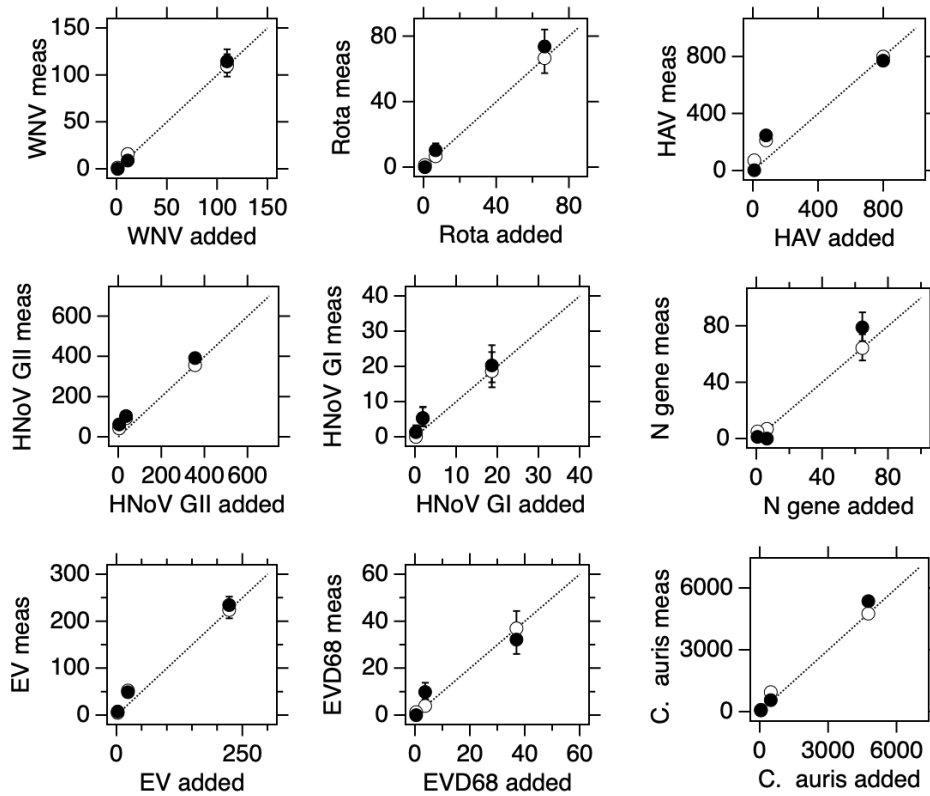 150
100
50
0
WNV meas
0 50 100 150
WNV added
80
40
0
Rota meas
0 40 80
Rota added
800
400
0
HAV meas
0 400 800
HAV added
600
400
200
0
HNoV GII meas
0 200 400 600
HNoV GII added
40
30
20
10
0
HNoV GI meas
0 10 20 30 40
HNoV GI added
80
40
0
N gene meas
0 40 80
N gene added
300
200
100
0
EV meas
0 250
EV added
60
40
20
0
EVD68 meas
0 20 40 60
EVD68 added
6000
3000
0
C. auris meas
0 3000 6000
C. auris added